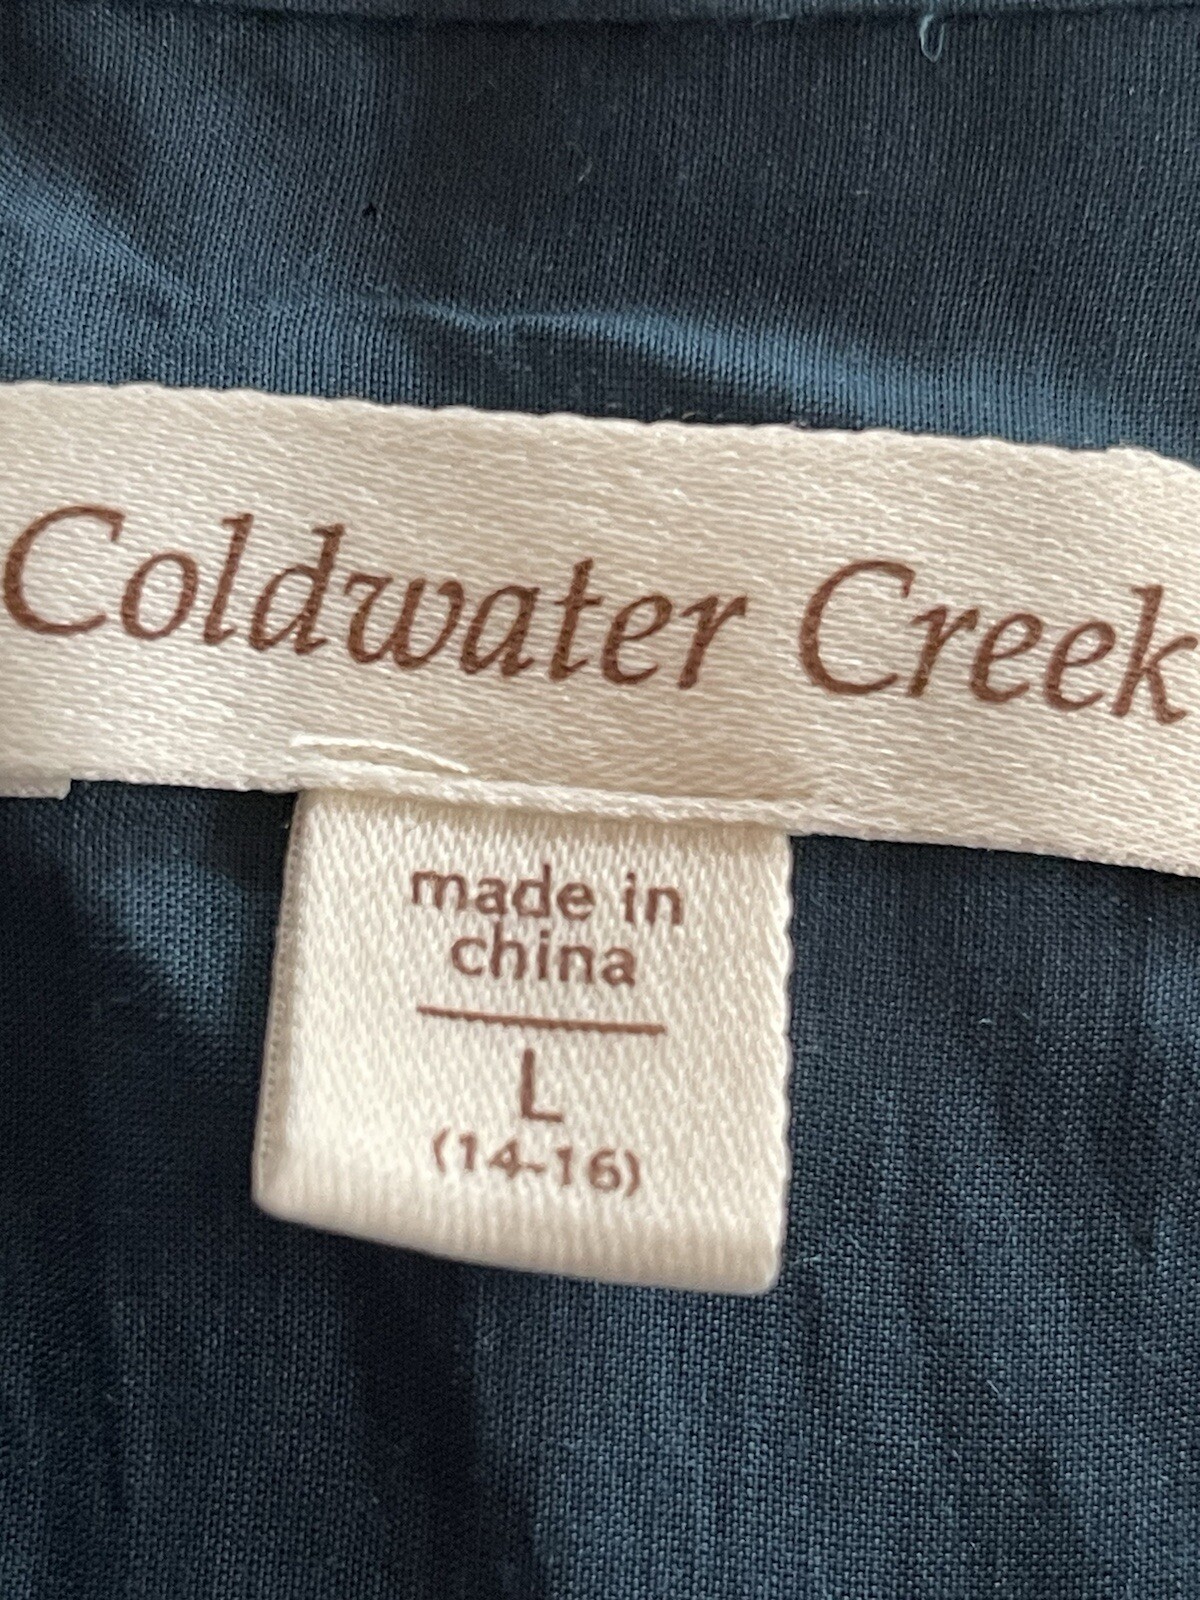 Coldwater Creek
made in
china
L
(14-16)